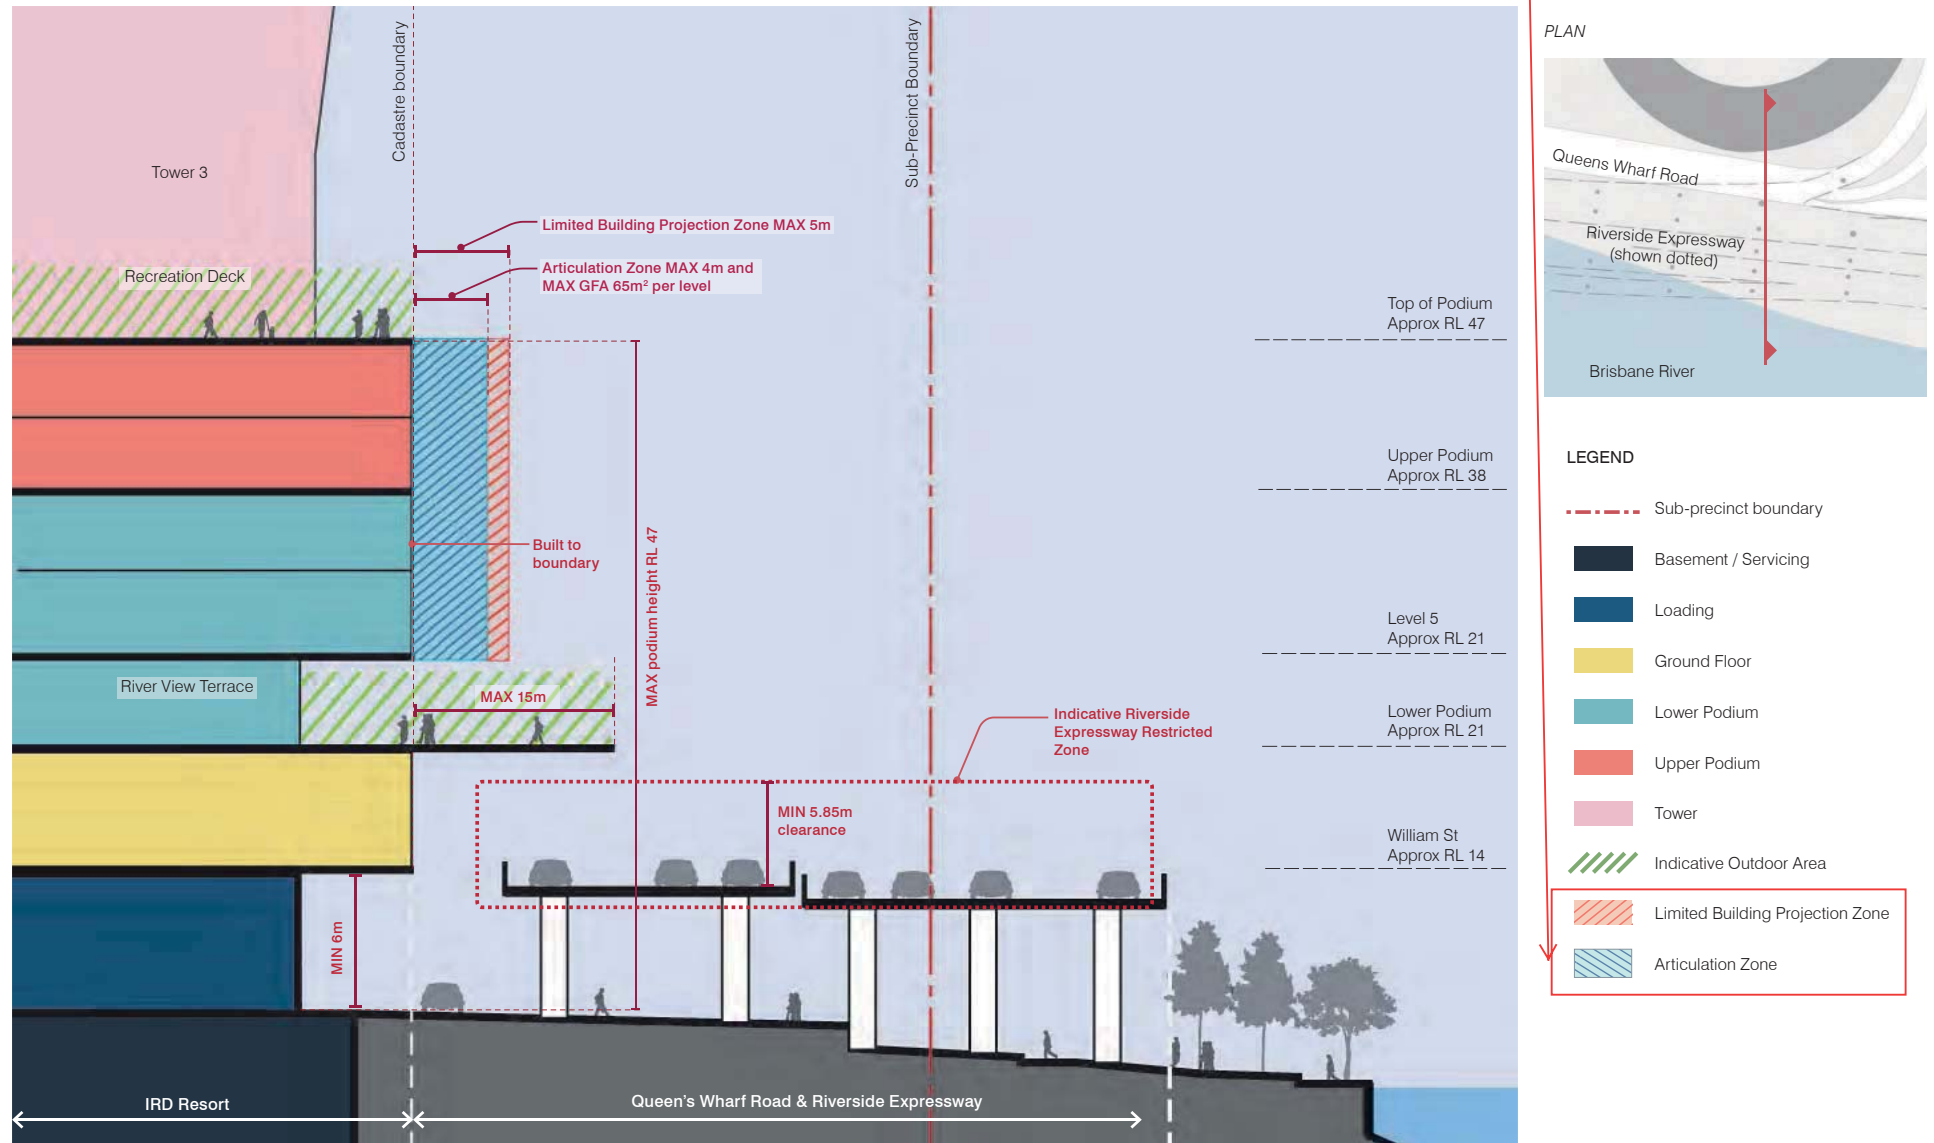 Cadastre boundary
Sub-Precinct Boundary
Tower 3
Limited Building Projection Zone MAX 5m
Articulation Zone MAX 4m and
MAX GFA 65m² per level
Recreation Deck
Built to
boundary
MAX podium height RL 47
River View Terrace
MAX 15m
Indicative Riverside
Expressway Restricted
Zone
MIN 5.85m
clearance
MIN 6m
IRD Resort
Queen's Wharf Road & Riverside Expressway
Top of Podium
Approx RL 47
Upper Podium
Approx RL 38
Level 5
Approx RL 21
Lower Podium
Approx RL 21
William St
Approx RL 14
PLAN
Queens Wharf Road
Riverside Expressway
(shown dotted)
Brisbane River
LEGEND
Sub-precinct boundary
Basement / Servicing
Loading
Ground Floor
Lower Podium
Upper Podium
Tower
Indicative Outdoor Area
Limited Building Projection Zone
Articulation Zone